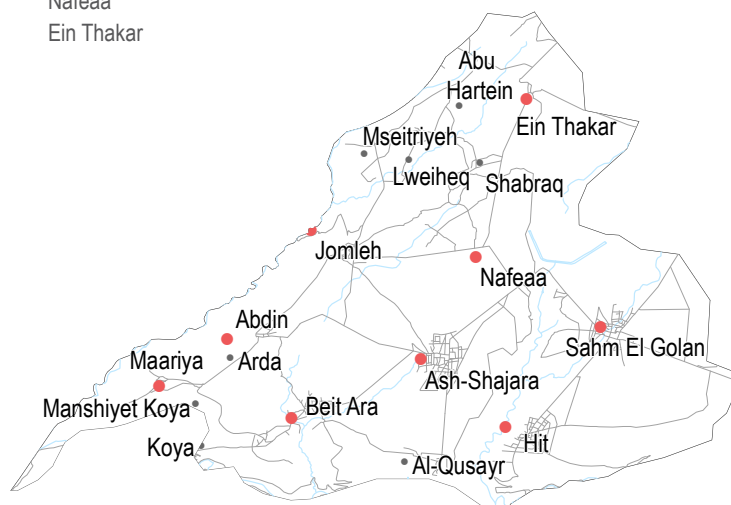 Nafeaa
Ein Thakar
Abu
Hartein
Ein Thakar
Mseitriyeh
Lweiheq
Shabraq
Jomleh
Nafeaa
Abdin
Sahm El Golan
Maariya
Arda
Ash-Shajara
Manshiyet Koya
Beit Ara
Koya
Hit
Al-Qusayr